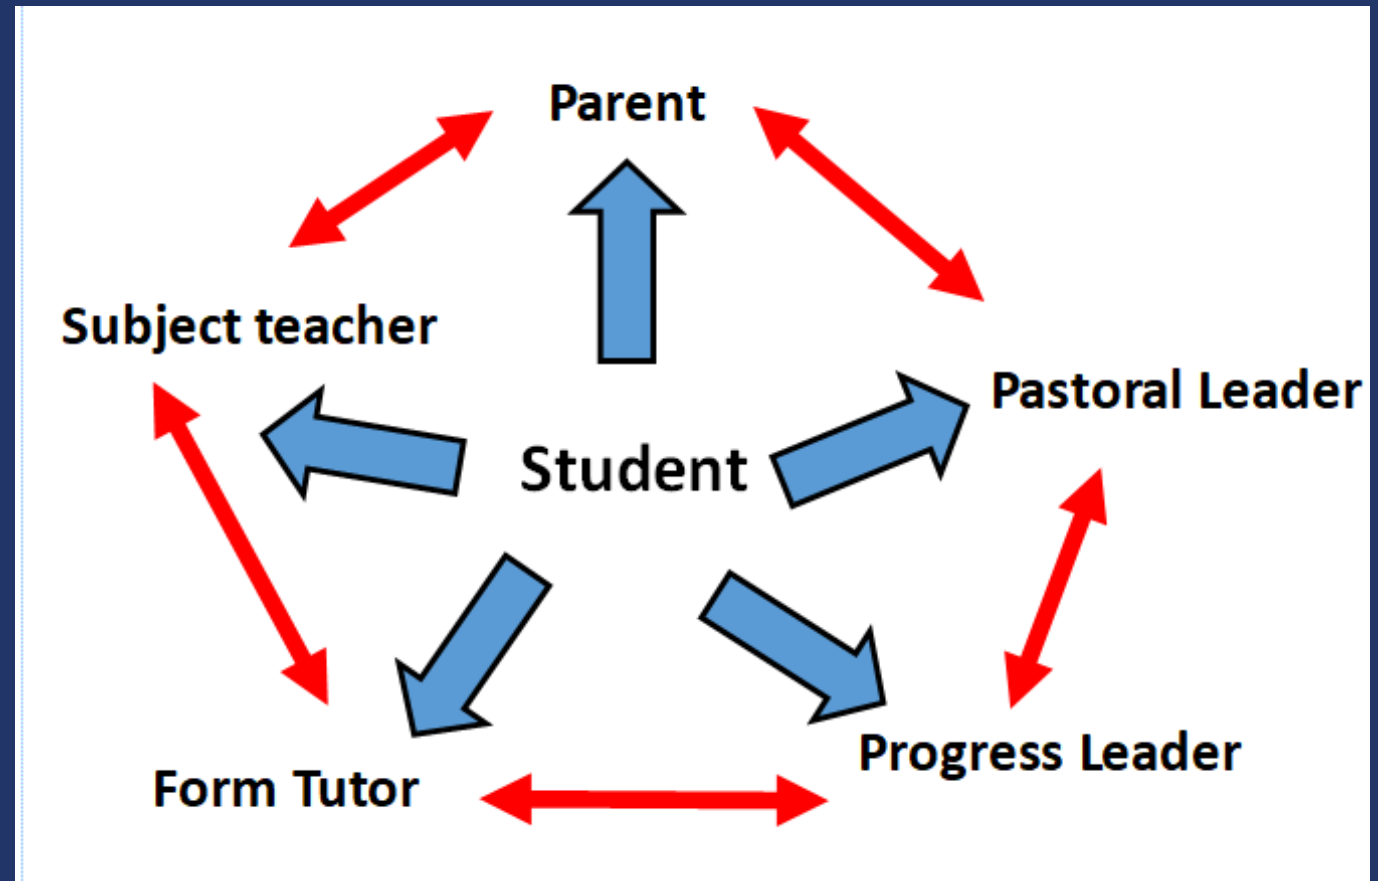 Parent
Subject teacher
Pastoral Leader
Student
Progress Leader
Form Tutor